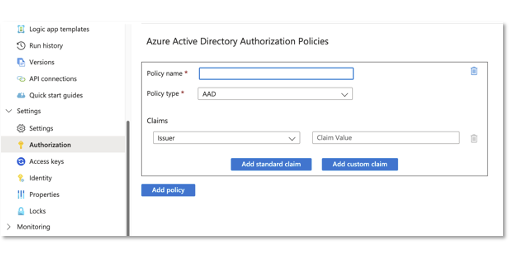 Logic app templates
Run history
Versions
API connections
Quick start guides
Settings
Settings
Authorization
Access keys
Identity
Properties
Locks
Monitoring
Azure Active Directory Authorization Policies
Policy name *
Policy type * AAD
Claims
Issuer Claim Value
Add standard claim Add custom claim
Add policy